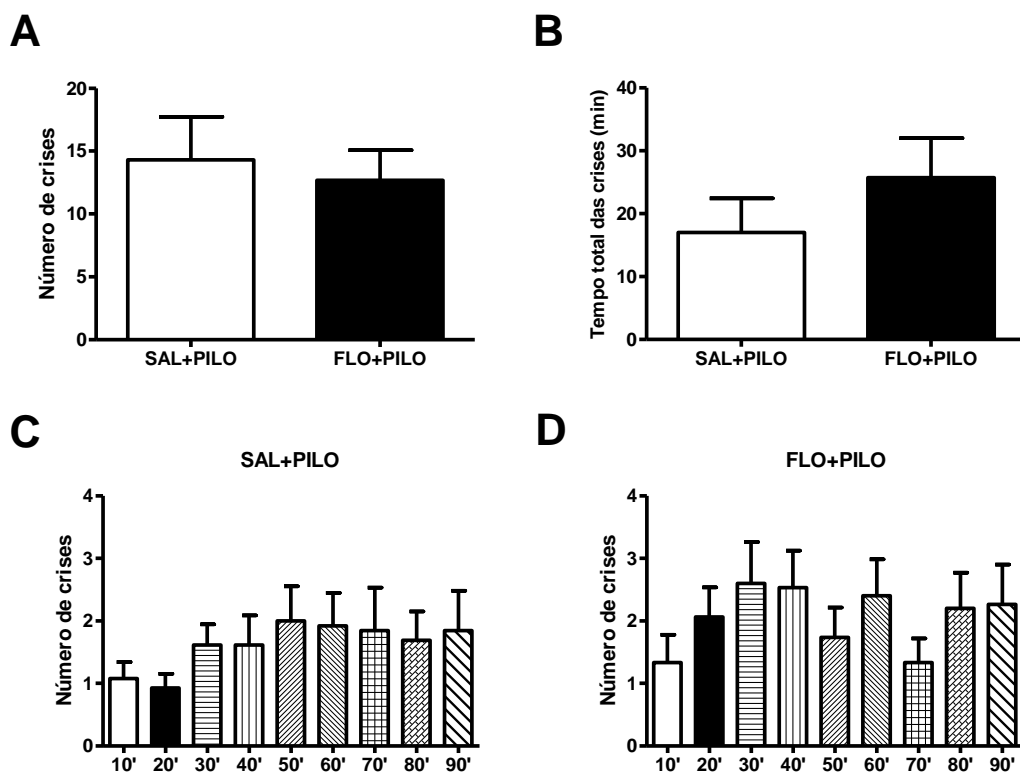 A
Número de crises
20
15
10
5
0
SAL+PILO
FLO+PILO
B
Tempo total das crises (min)
40
30
20
10
0
SAL+PILO
FLO+PILO
C
SAL+PILO
Número de crises
4
3
2
1
0
10' 20' 30' 40' 50' 60' 70' 80' 90'
D
FLO+PILO
Número de crises
4
3
2
1
0
10' 20' 30' 40' 50' 60' 70' 80' 90'